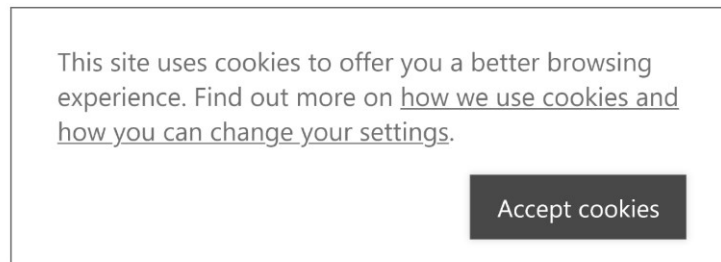 This site uses cookies to offer you a better browsing
experience. Find out more on how we use cookies and
how you can change your settings.
Accept cookies